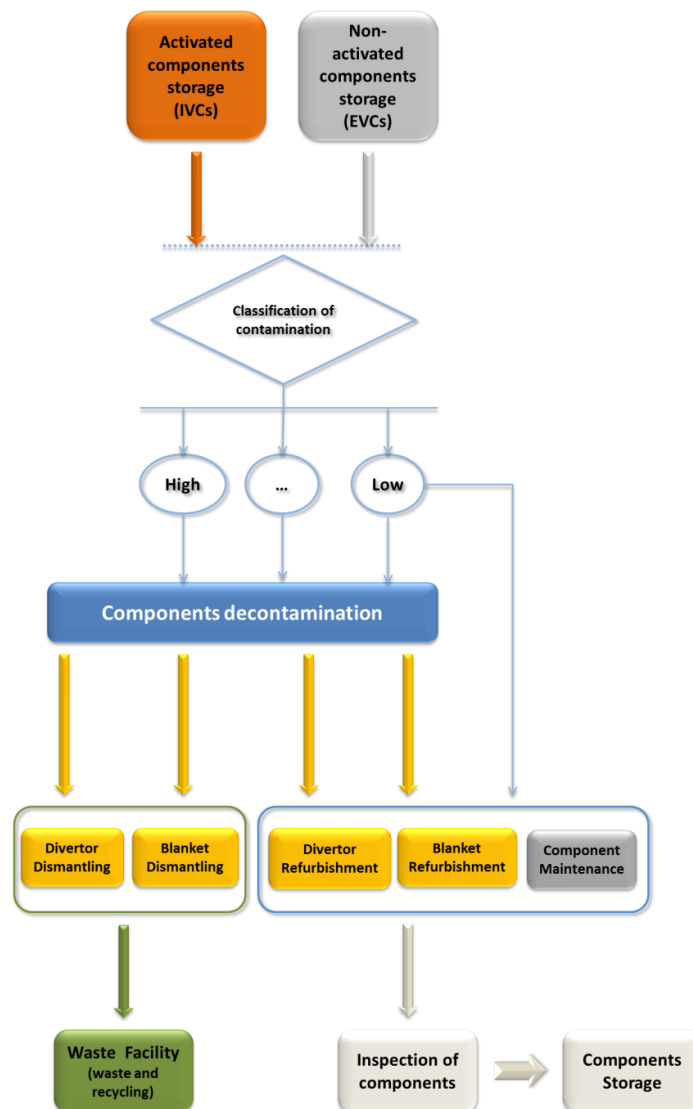 Activated
components
storage
(IVCs)
Non-
activated
components
storage
(EVCs)
Classification of
contamination
High
...
Low
Components decontamination
Divertor
Dismantling
Blanket
Dismantling
Divertor
Refurbishment
Blanket
Refurbishment
Component
Maintenance
Waste Facility
(waste and
recycling)
Inspection of
components
Components
Storage